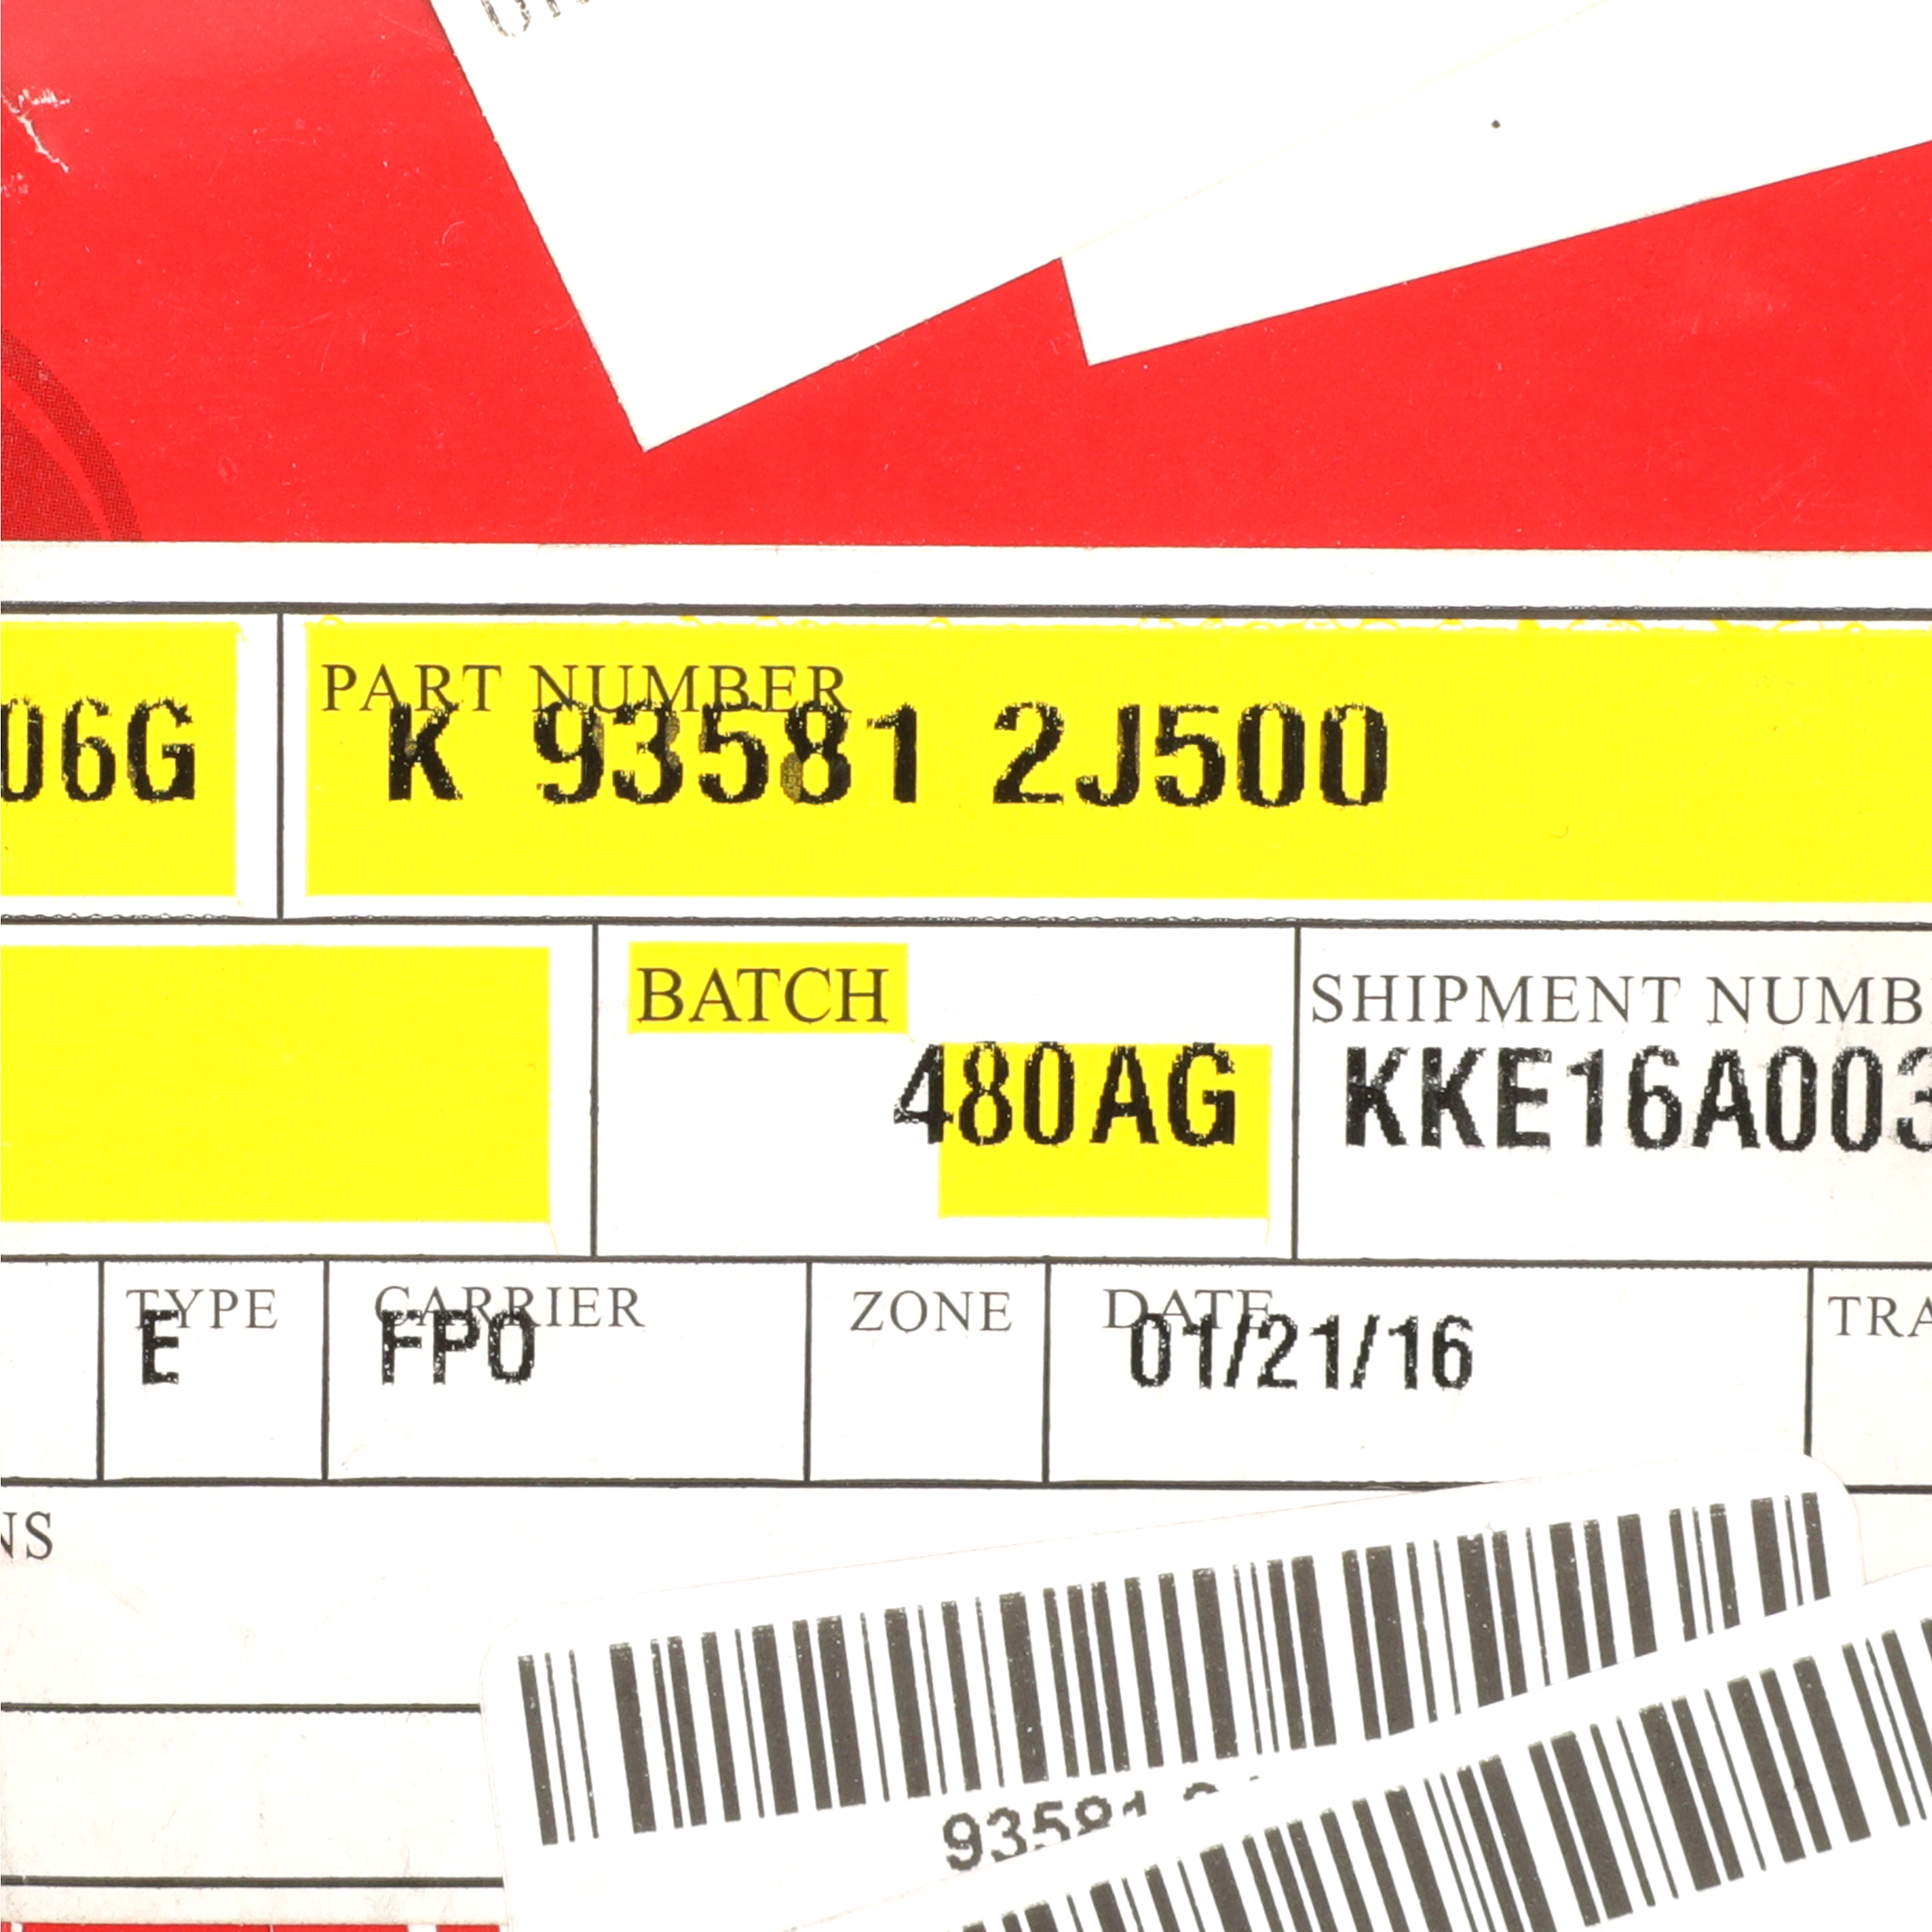 06G
PART NUMBER
K 93581 2J500
BATCH
480AG
SHIPMENT NUMB
KKE16A003
TYPE
E
CARRIER
FPO
ZONE
DATE
01/21/16
TRA
NS
93581